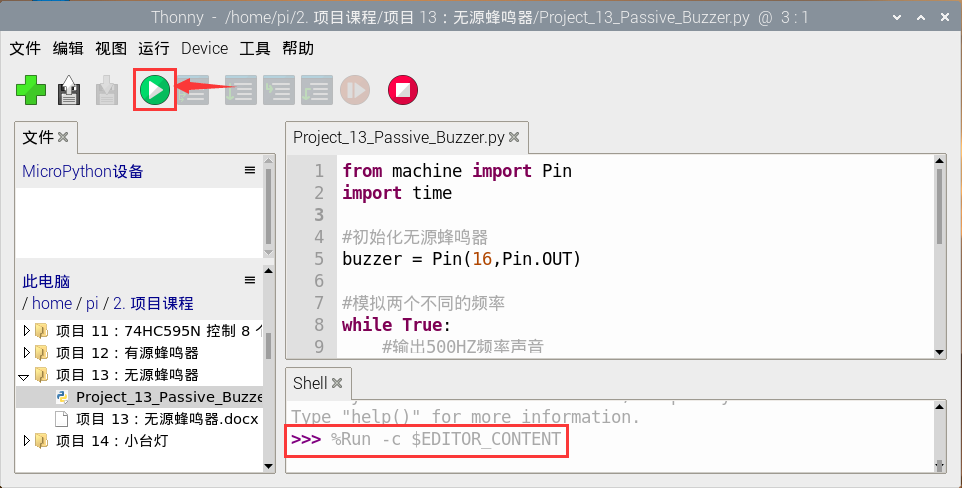 Thonny - /home/pi/2. 项目课程/项目 13：无源蜂鸣器/Project_13_Passive_Buzzer.py @ 3 : 1
文件 编辑 视图 运行 Device 工具 帮助
文件
MicroPython设备
此电脑
/ home / pi / 2. 项目课程
项目 11：74HC595N 控制 8
项目 12：有源蜂鸣器
项目 13：无源蜂鸣器
Project_13_Passive_Buzze
项目 13：无源蜂鸣器.docx
项目 14：小台灯
Project_13_Passive_Buzzer.py
1 from machine import Pin
2 import time
3
4 #初始化无源蜂鸣器
5 buzzer = Pin(16,Pin.OUT)
6
7 #模拟两个不同的频率
8 while True:
9 #输出500HZ频率声音
Shell
Type "help()" for more information.
>>> %Run -c $EDITOR_CONTENT